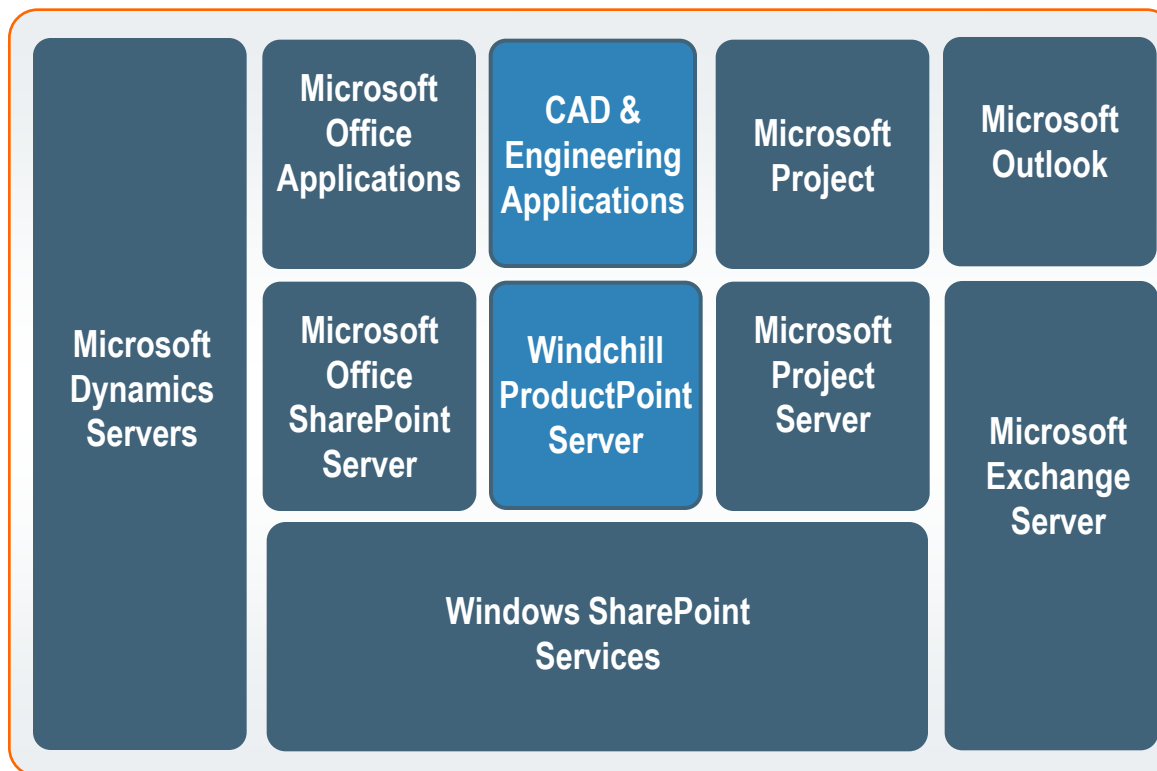 Microsoft
Office
Applications
CAD &
Engineering
Applications
Microsoft
Project
Microsoft
Outlook
Microsoft
Dynamics
Servers
Microsoft
Office
SharePoint
Server
Windchill
ProductPoint
Server
Microsoft
Project
Server
Microsoft
Exchange
Server
Windows SharePoint
Services